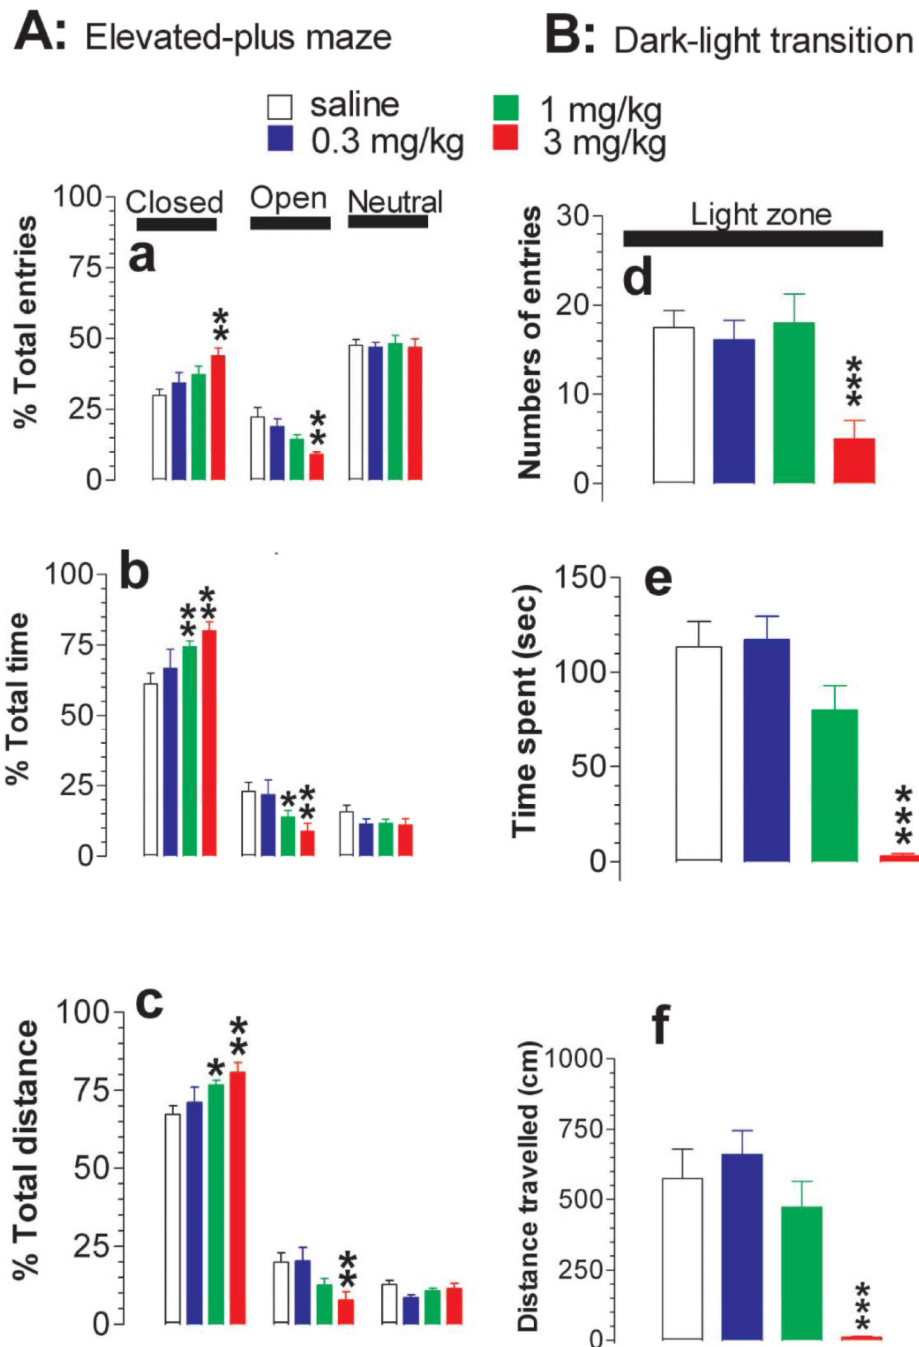 A: Elevated-plus maze
B: Dark-light transition
saline
1 mg/kg
0.3 mg/kg
3 mg/kg
Closed
Open
Neutral
a
% Total entries
100
75
50
25
0
**
**
Light zone
d
Numbers of entries
30
20
10
0
***
b
% Total time
100
75
50
25
0
**
**
*
**
e
Time spent (sec)
150
100
50
0
***
c
% Total distance
100
75
50
25
0
*
**
**
f
Distance travelled (cm)
1000
750
500
250
0
***